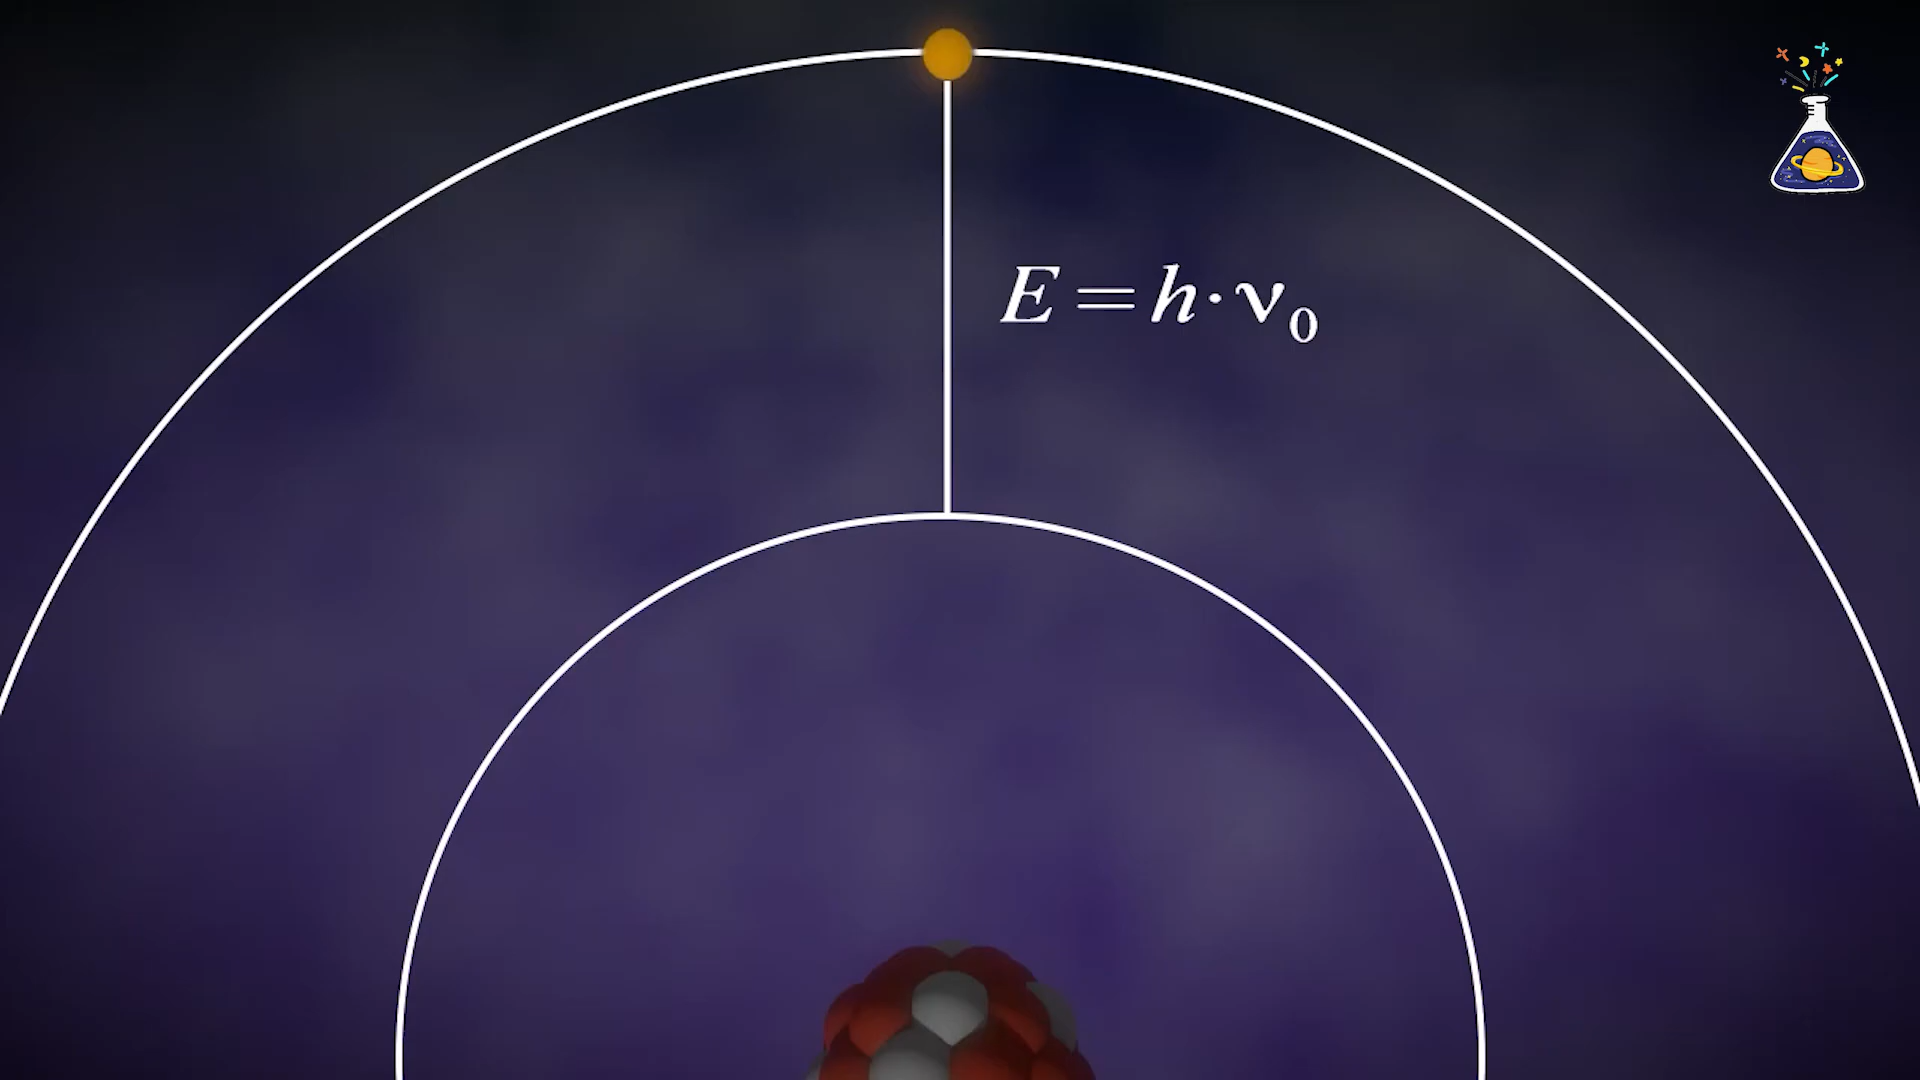 E = h · ν₀